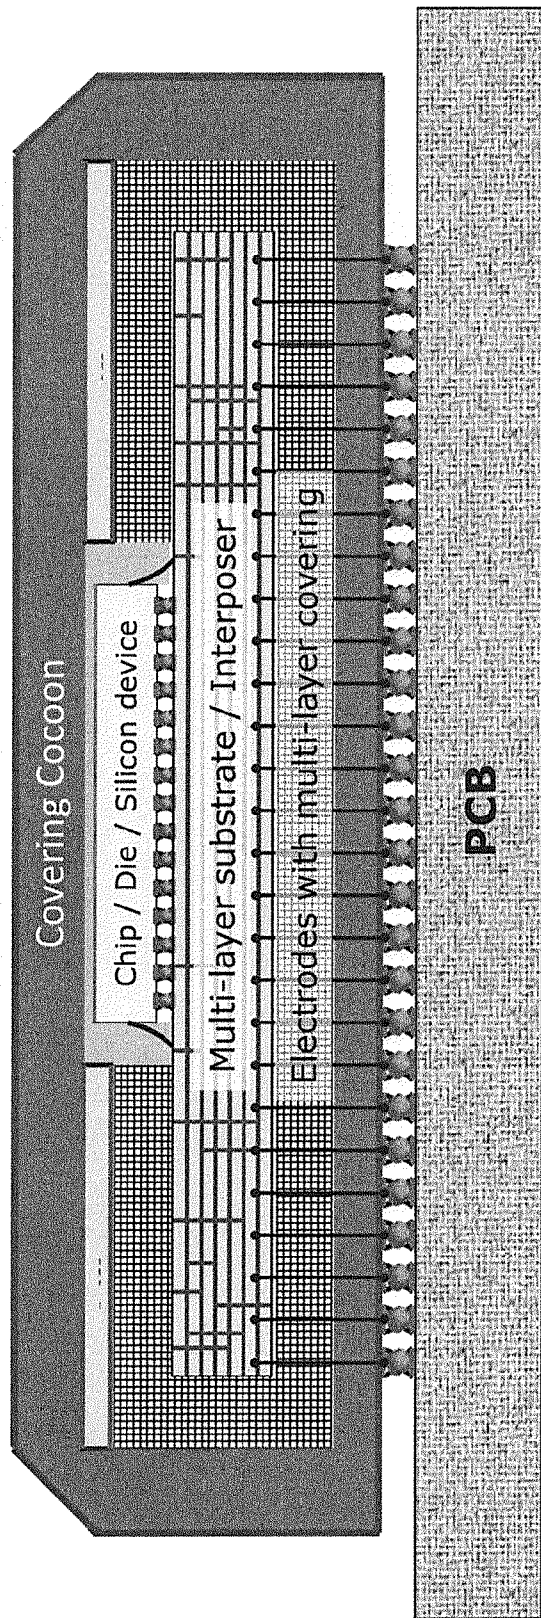 Covering Cocoon
Chip / Die / Silicon device
Multi-layer substrate / Interposer
Electrodes with multi-layer covering
PCB